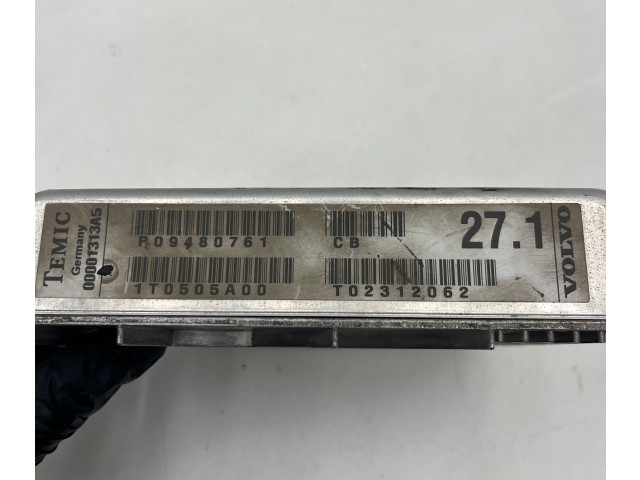 TEMIC
Germany
00001313A5
P09480761
CB
27.1
VOLVO
1T0505A00
T02312062